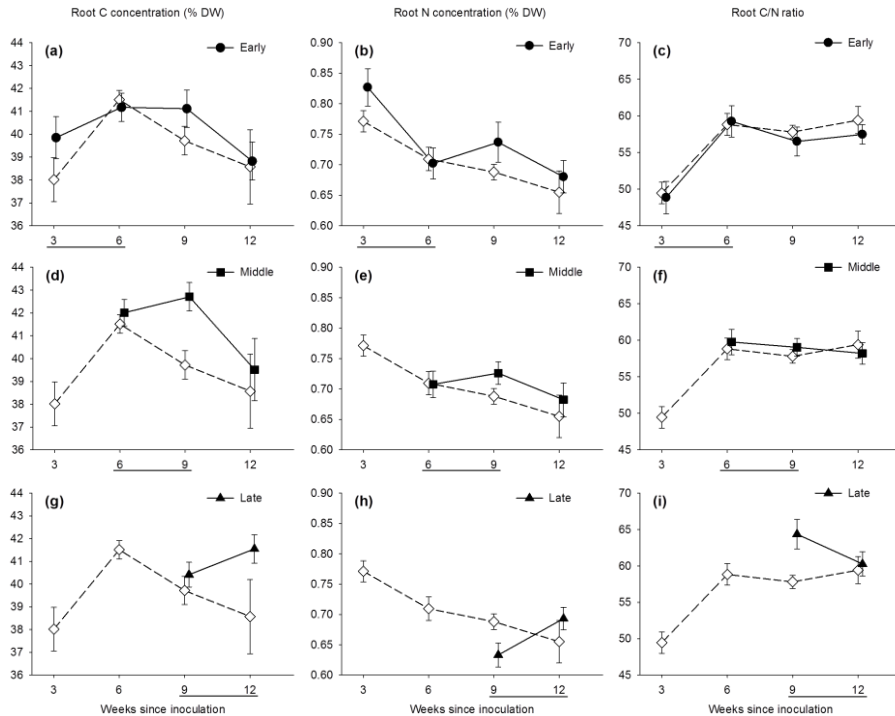 Root C concentration (% DW) Root N concentration (% DW) Root C/N ratio
44 43 42 41 40 39 38 37 36
(a) Early
3 6 9 12
0.90 0.85 0.80 0.75 0.70 0.65 0.60
(b) Early
3 6 9 12
70 65 60 55 50 45
(c) Early
3 6 9 12
44 43 42 41 40 39 38 37 36
(d) Middle
3 6 9 12
0.90 0.85 0.80 0.75 0.70 0.65 0.60
(e) Middle
3 6 9 12
70 65 60 55 50 45
(f) Middle
3 6 9 12
44 43 42 41 40 39 38 37 36
(g) Late
3 6 9 12
Weeks since inoculation
0.90 0.85 0.80 0.75 0.70 0.65 0.60
(h) Late
3 6 9 12
Weeks since inoculation
70 65 60 55 50 45
(i) Late
3 6 9 12
Weeks since inoculation